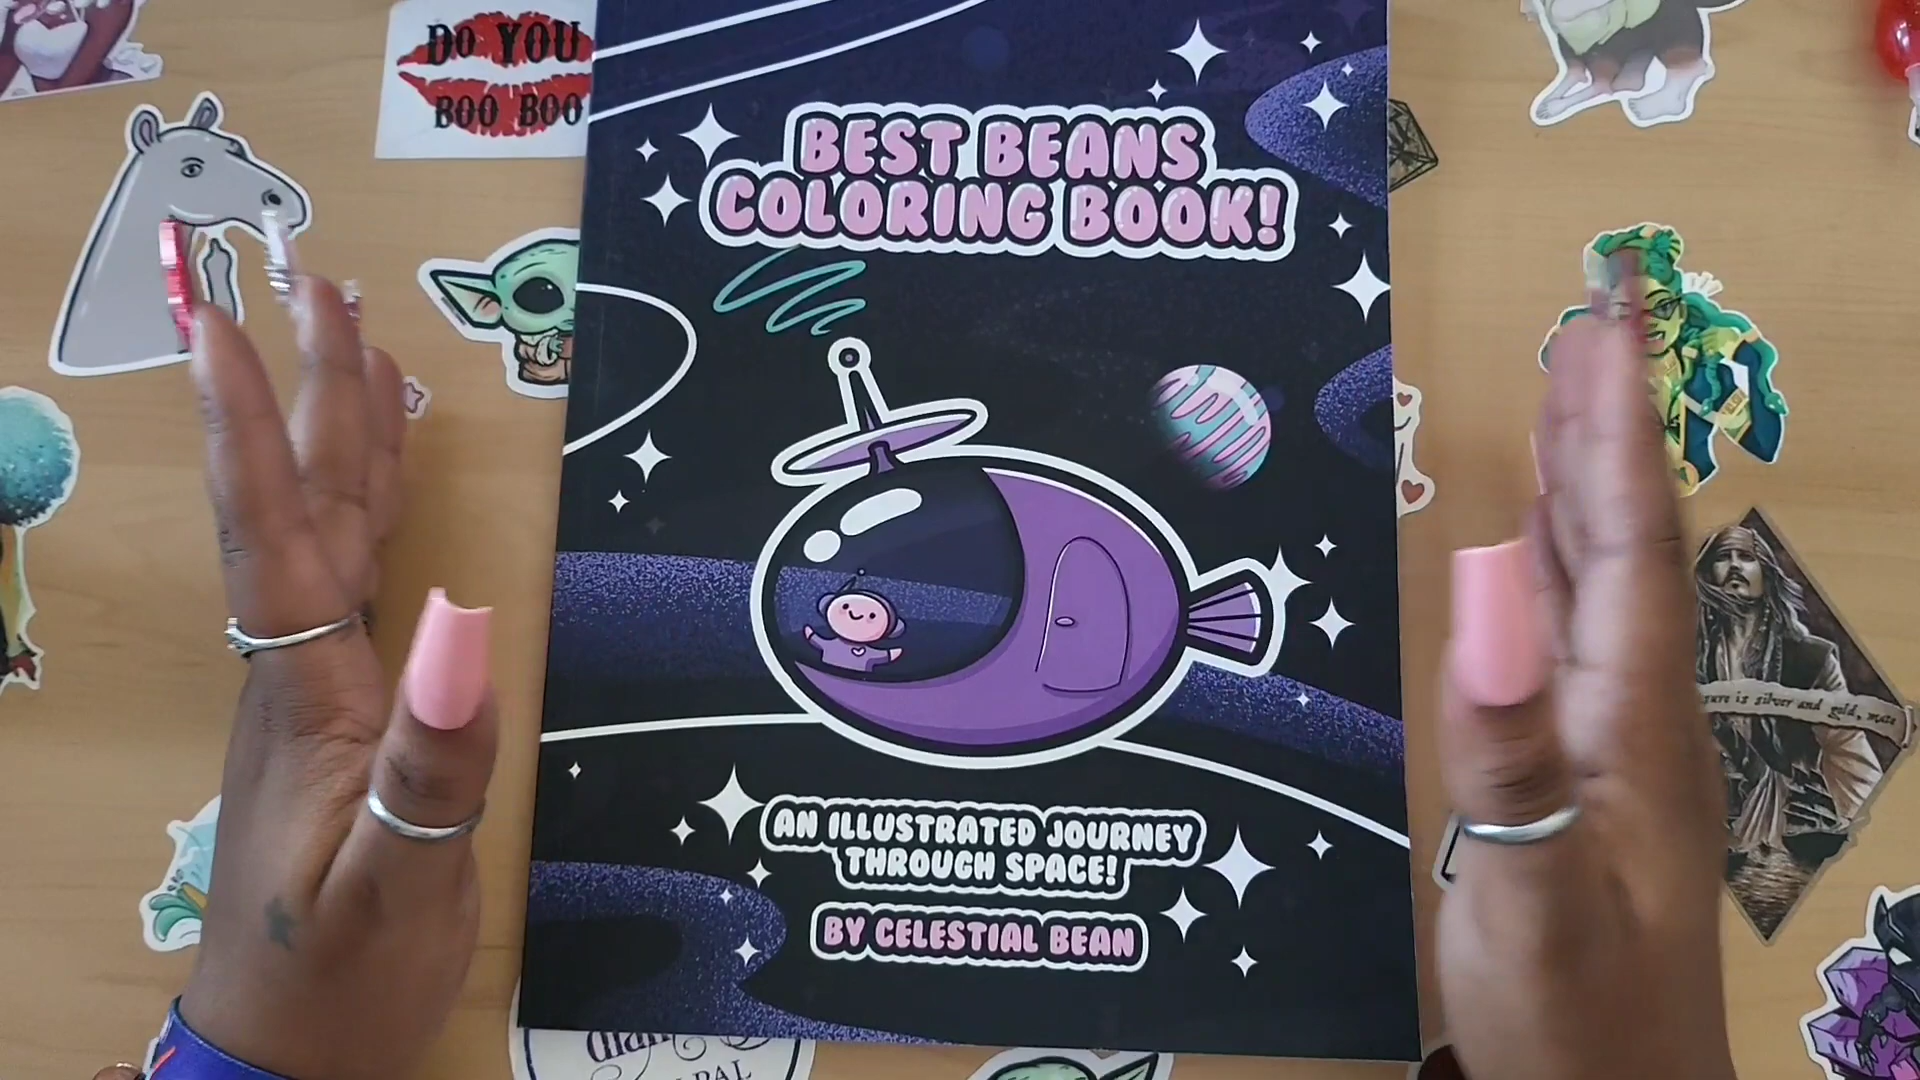 DO YOU
BOO BOO
BEST BEANS
COLORING BOOK!
AN ILLUSTRATED JOURNEY
THROUGH SPACE!
BY CELESTIAL BEAN
is silver and gold, mate